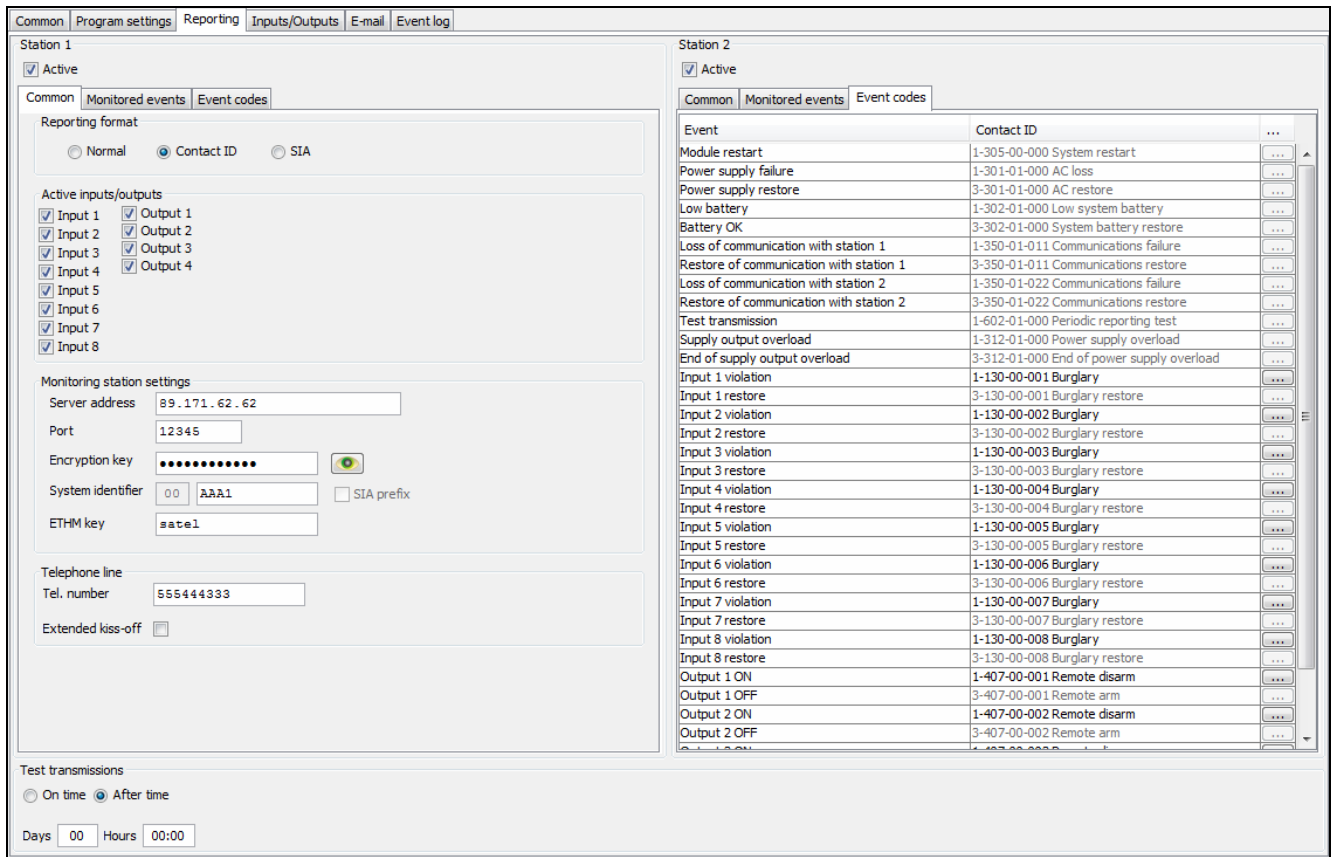 Common Program settings Reporting Inputs/Outputs E-mail Event log
Station 1
Active
Common Monitored events Event codes
Reporting format
Normal Contact ID SIA
Active inputs/outputs
Input 1 Output 1
Input 2 Output 2
Input 3 Output 3
Input 4 Output 4
Input 5
Input 6
Input 7
Input 8
Monitoring station settings
Server address 89.171.62.62
Port 12345
Encryption key ••••••••••••
System identifier 00 AAA1 SIA prefix
ETHM key satel
Telephone line
Tel. number 555444333
Extended kiss-off
Station 2
Active
Common Monitored events Event codes
Event Contact ID ...
Module restart 1-305-00-000 System restart ...
Power supply failure 1-301-01-000 AC loss ...
Power supply restore 3-301-01-000 AC restore ...
Low battery 1-302-01-000 Low system battery ...
Battery OK 3-302-01-000 System battery restore ...
Loss of communication with station 1 1-350-01-011 Communications failure ...
Restore of communication with station 1 3-350-01-011 Communications restore ...
Loss of communication with station 2 1-350-01-022 Communications failure ...
Restore of communication with station 2 3-350-01-022 Communications restore ...
Test transmission 1-602-01-000 Periodic reporting test ...
Supply output overload 1-312-01-000 Power supply overload ...
End of supply output overload 3-312-01-000 End of power supply overload ...
Input 1 violation 1-130-00-001 Burglary ...
Input 1 restore 3-130-00-001 Burglary restore ...
Input 2 violation 1-130-00-002 Burglary ...
Input 2 restore 3-130-00-002 Burglary restore ...
Input 3 violation 1-130-00-003 Burglary ...
Input 3 restore 3-130-00-003 Burglary restore ...
Input 4 violation 1-130-00-004 Burglary ...
Input 4 restore 3-130-00-004 Burglary restore ...
Input 5 violation 1-130-00-005 Burglary ...
Input 5 restore 3-130-00-005 Burglary restore ...
Input 6 violation 1-130-00-006 Burglary ...
Input 6 restore 3-130-00-006 Burglary restore ...
Input 7 violation 1-130-00-007 Burglary ...
Input 7 restore 3-130-00-007 Burglary restore ...
Input 8 violation 1-130-00-008 Burglary ...
Input 8 restore 3-130-00-008 Burglary restore ...
Output 1 ON 1-407-00-001 Remote disarm ...
Output 1 OFF 3-407-00-001 Remote arm ...
Output 2 ON 1-407-00-002 Remote disarm ...
Output 2 OFF 3-407-00-002 Remote arm ...
Test transmissions
On time After time
Days 00 Hours 00:00